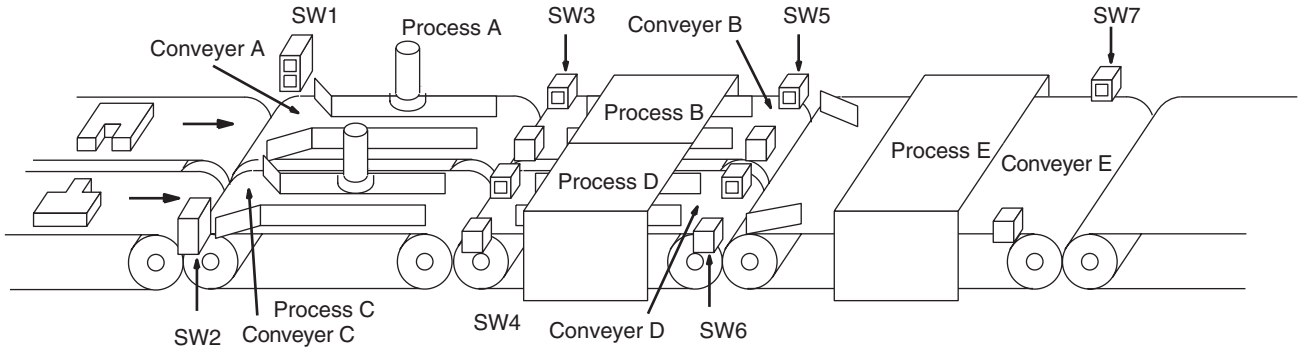 SW1
Process A
SW3
Conveyer B
SW5
SW7
Conveyer A
Process B
Process E
Conveyer E
Process D
Process C
Conveyer C
SW2
SW4
Conveyer D
SW6